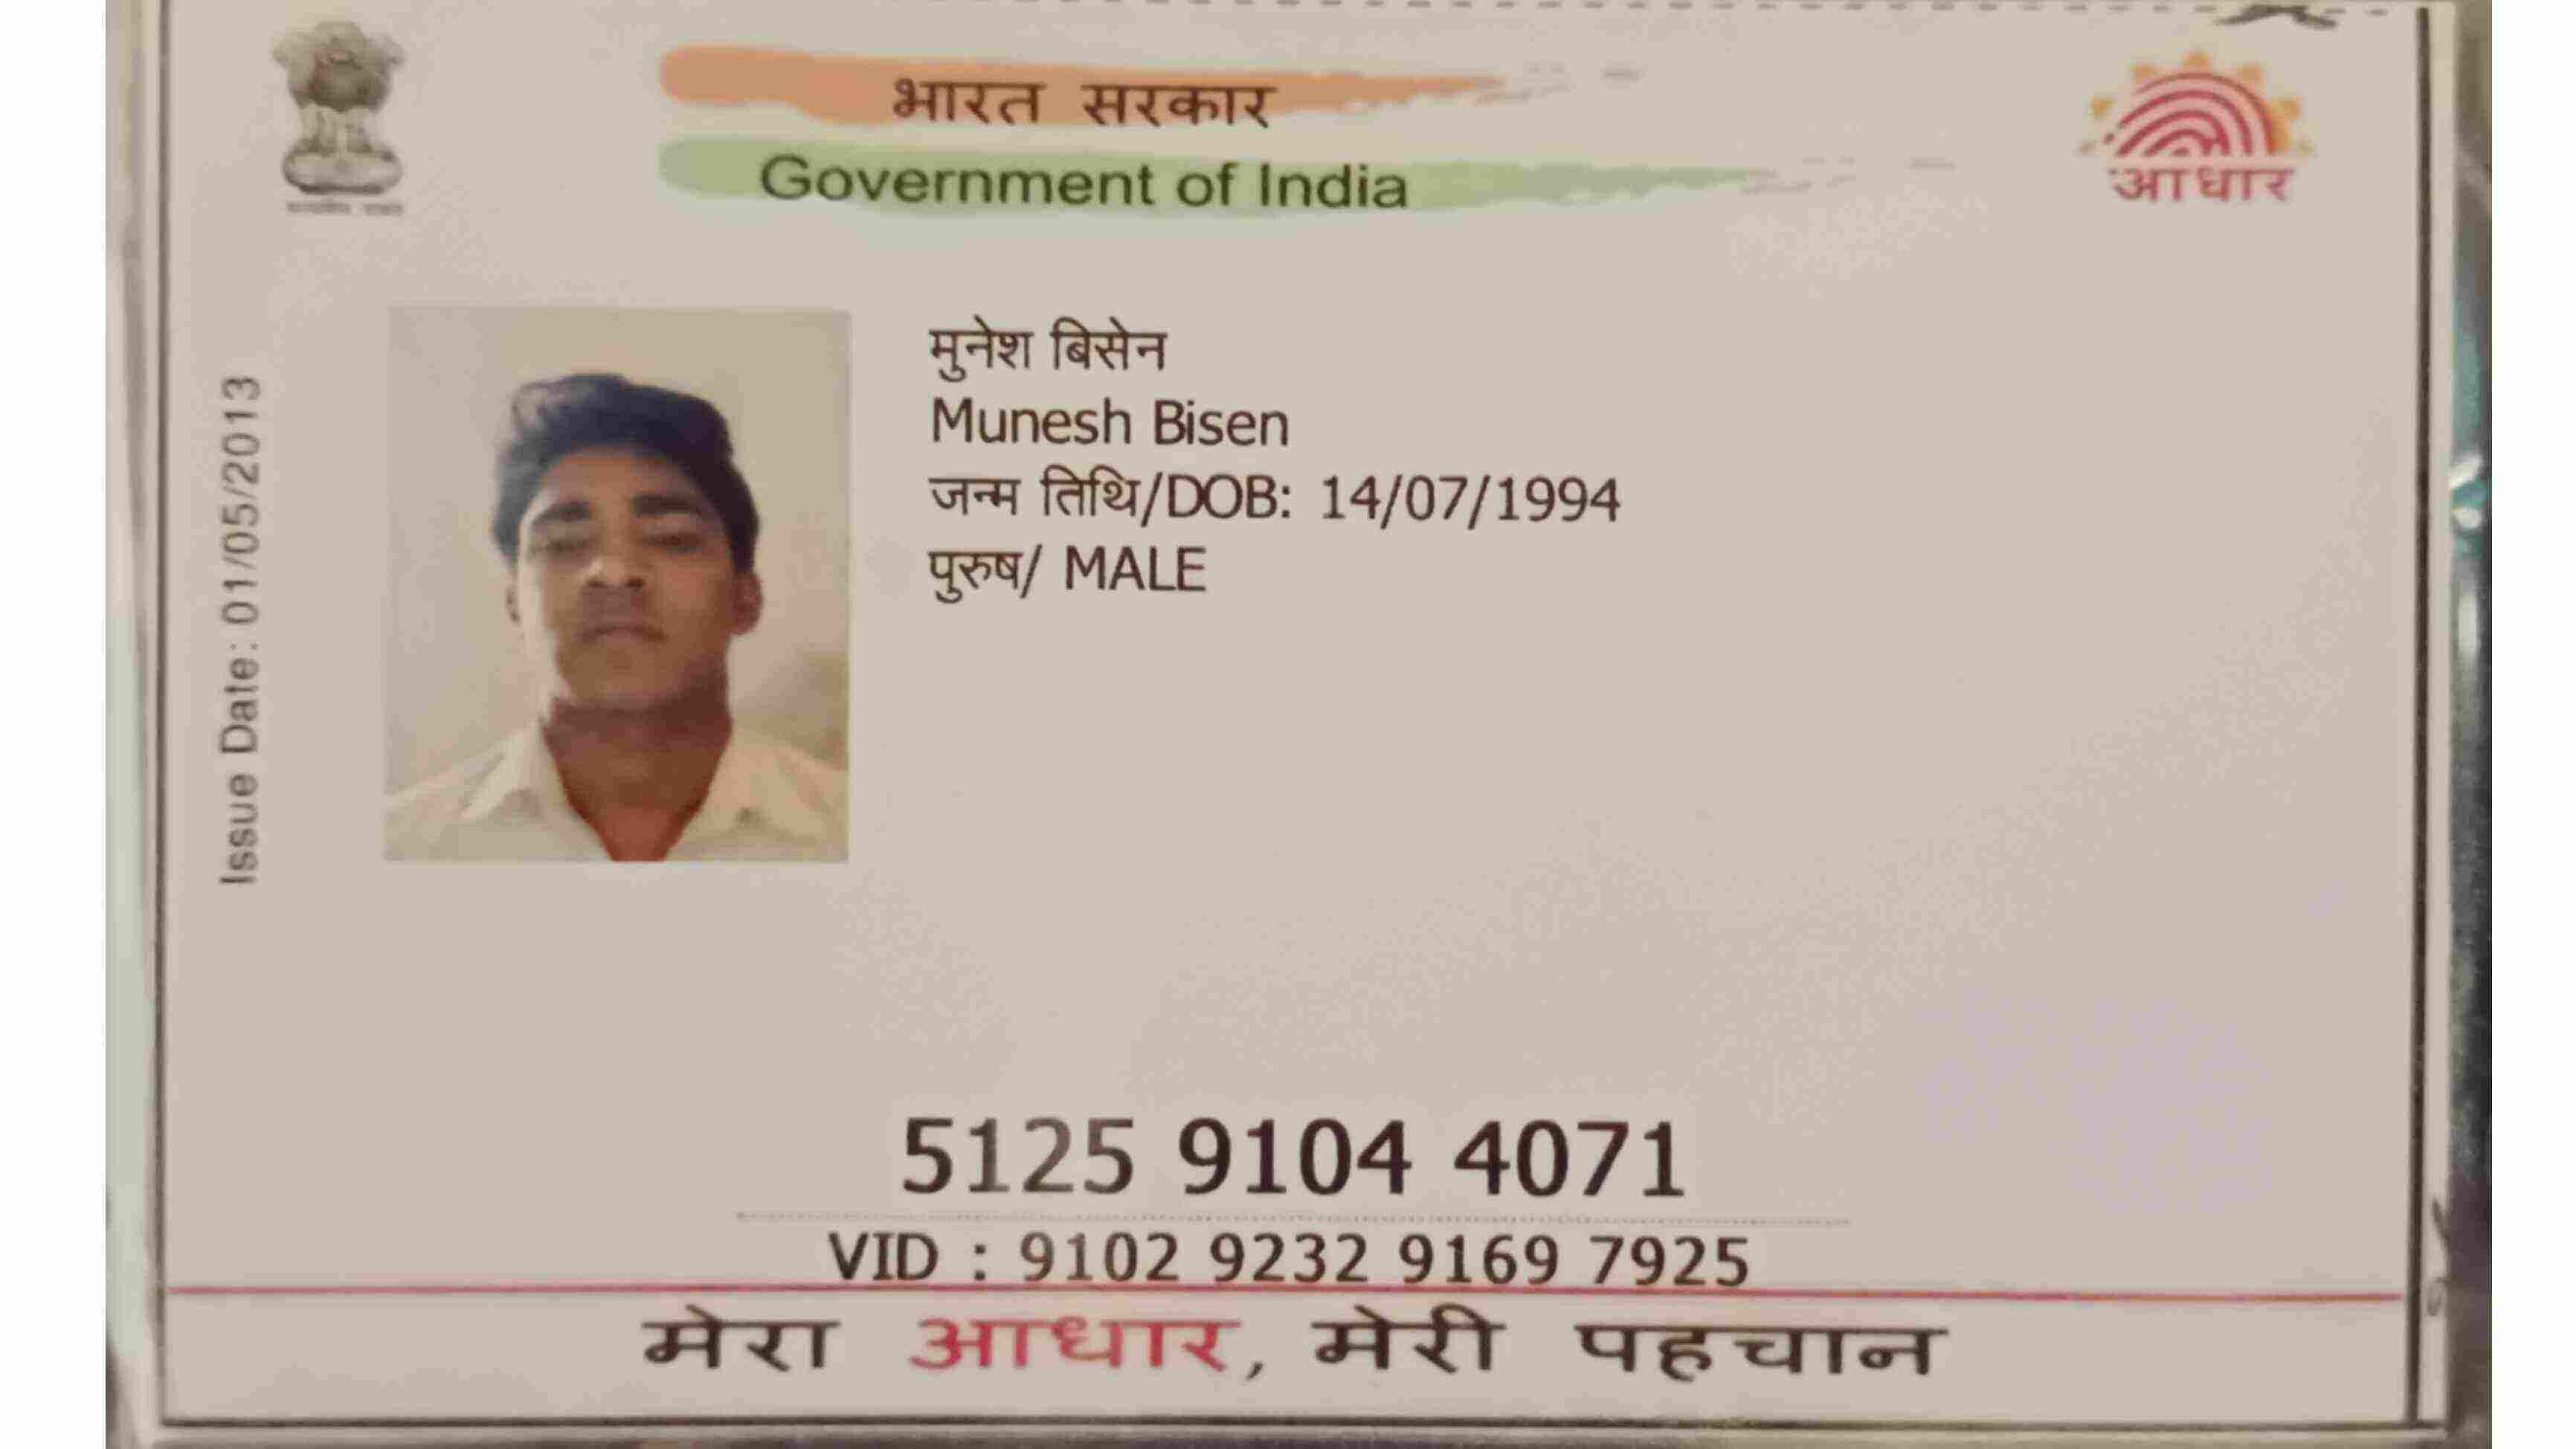 भारत सरकार
Government of India
आधार
Issue Date: 01/05/2013
मुनेश बिसेन
Munesh Bisen
जन्म तिथि/DOB: 14/07/1994
पुरुष/ MALE
5125 9104 4071
VID : 9102 9232 9169 7925
मेरा आधार, मेरी पहचान